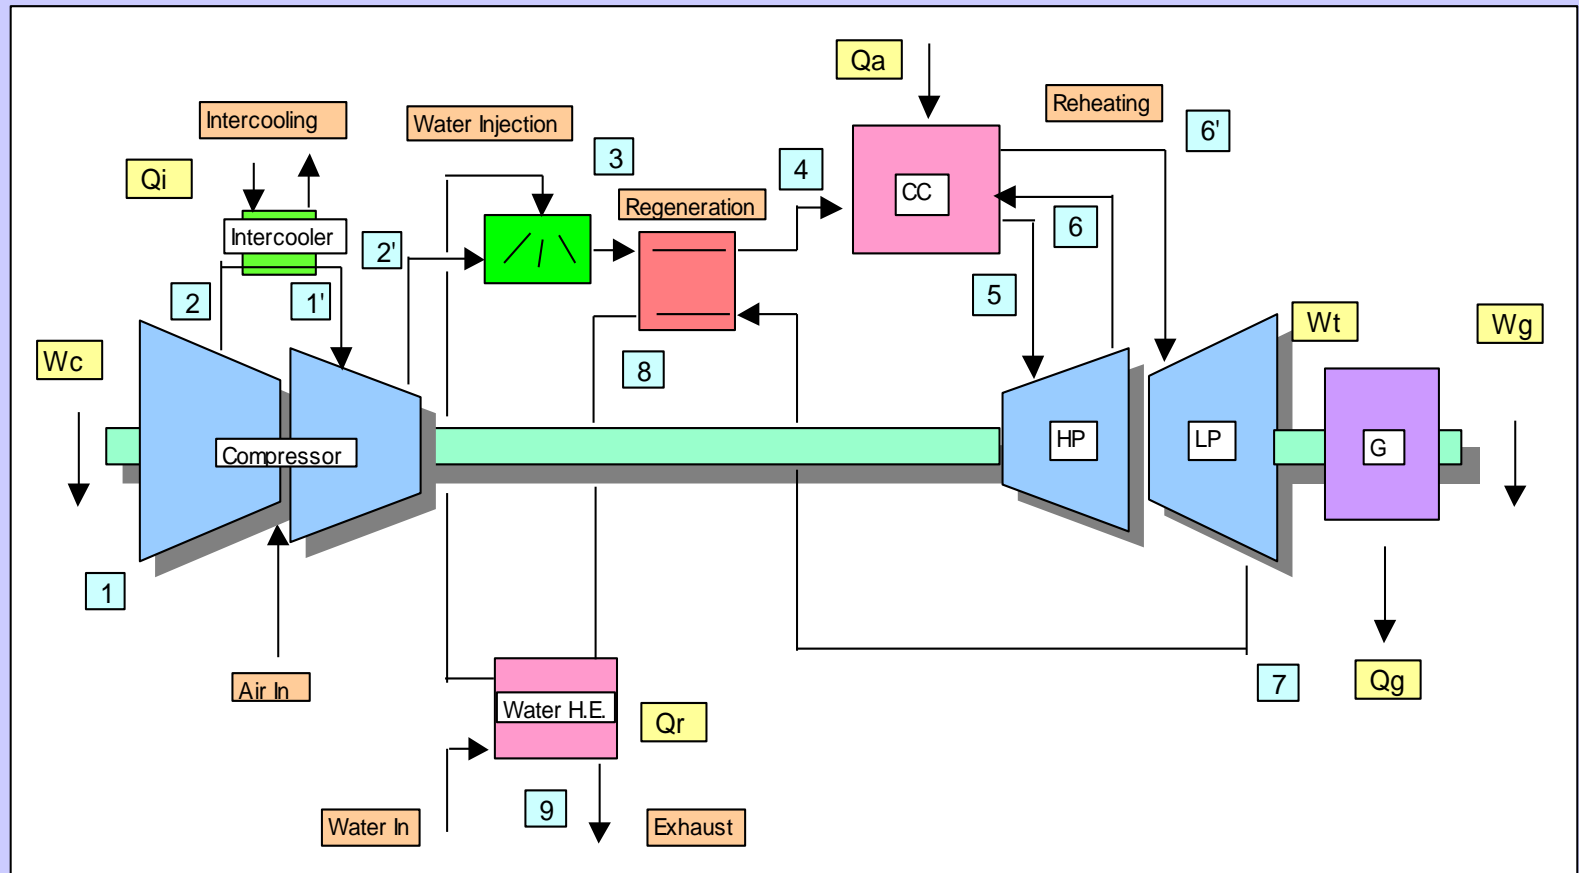 Qa
Reheating
Intercooling
Water Injection
6'
3
4
Qi
CC
Regeneration
Intercooler
6
2'
5
2
1'
Wt
Wg
Wc
8
HP
LP
G
Compressor
1
Air In
7
Qg
Water H.E.
Qr
9
Water In
Exhaust